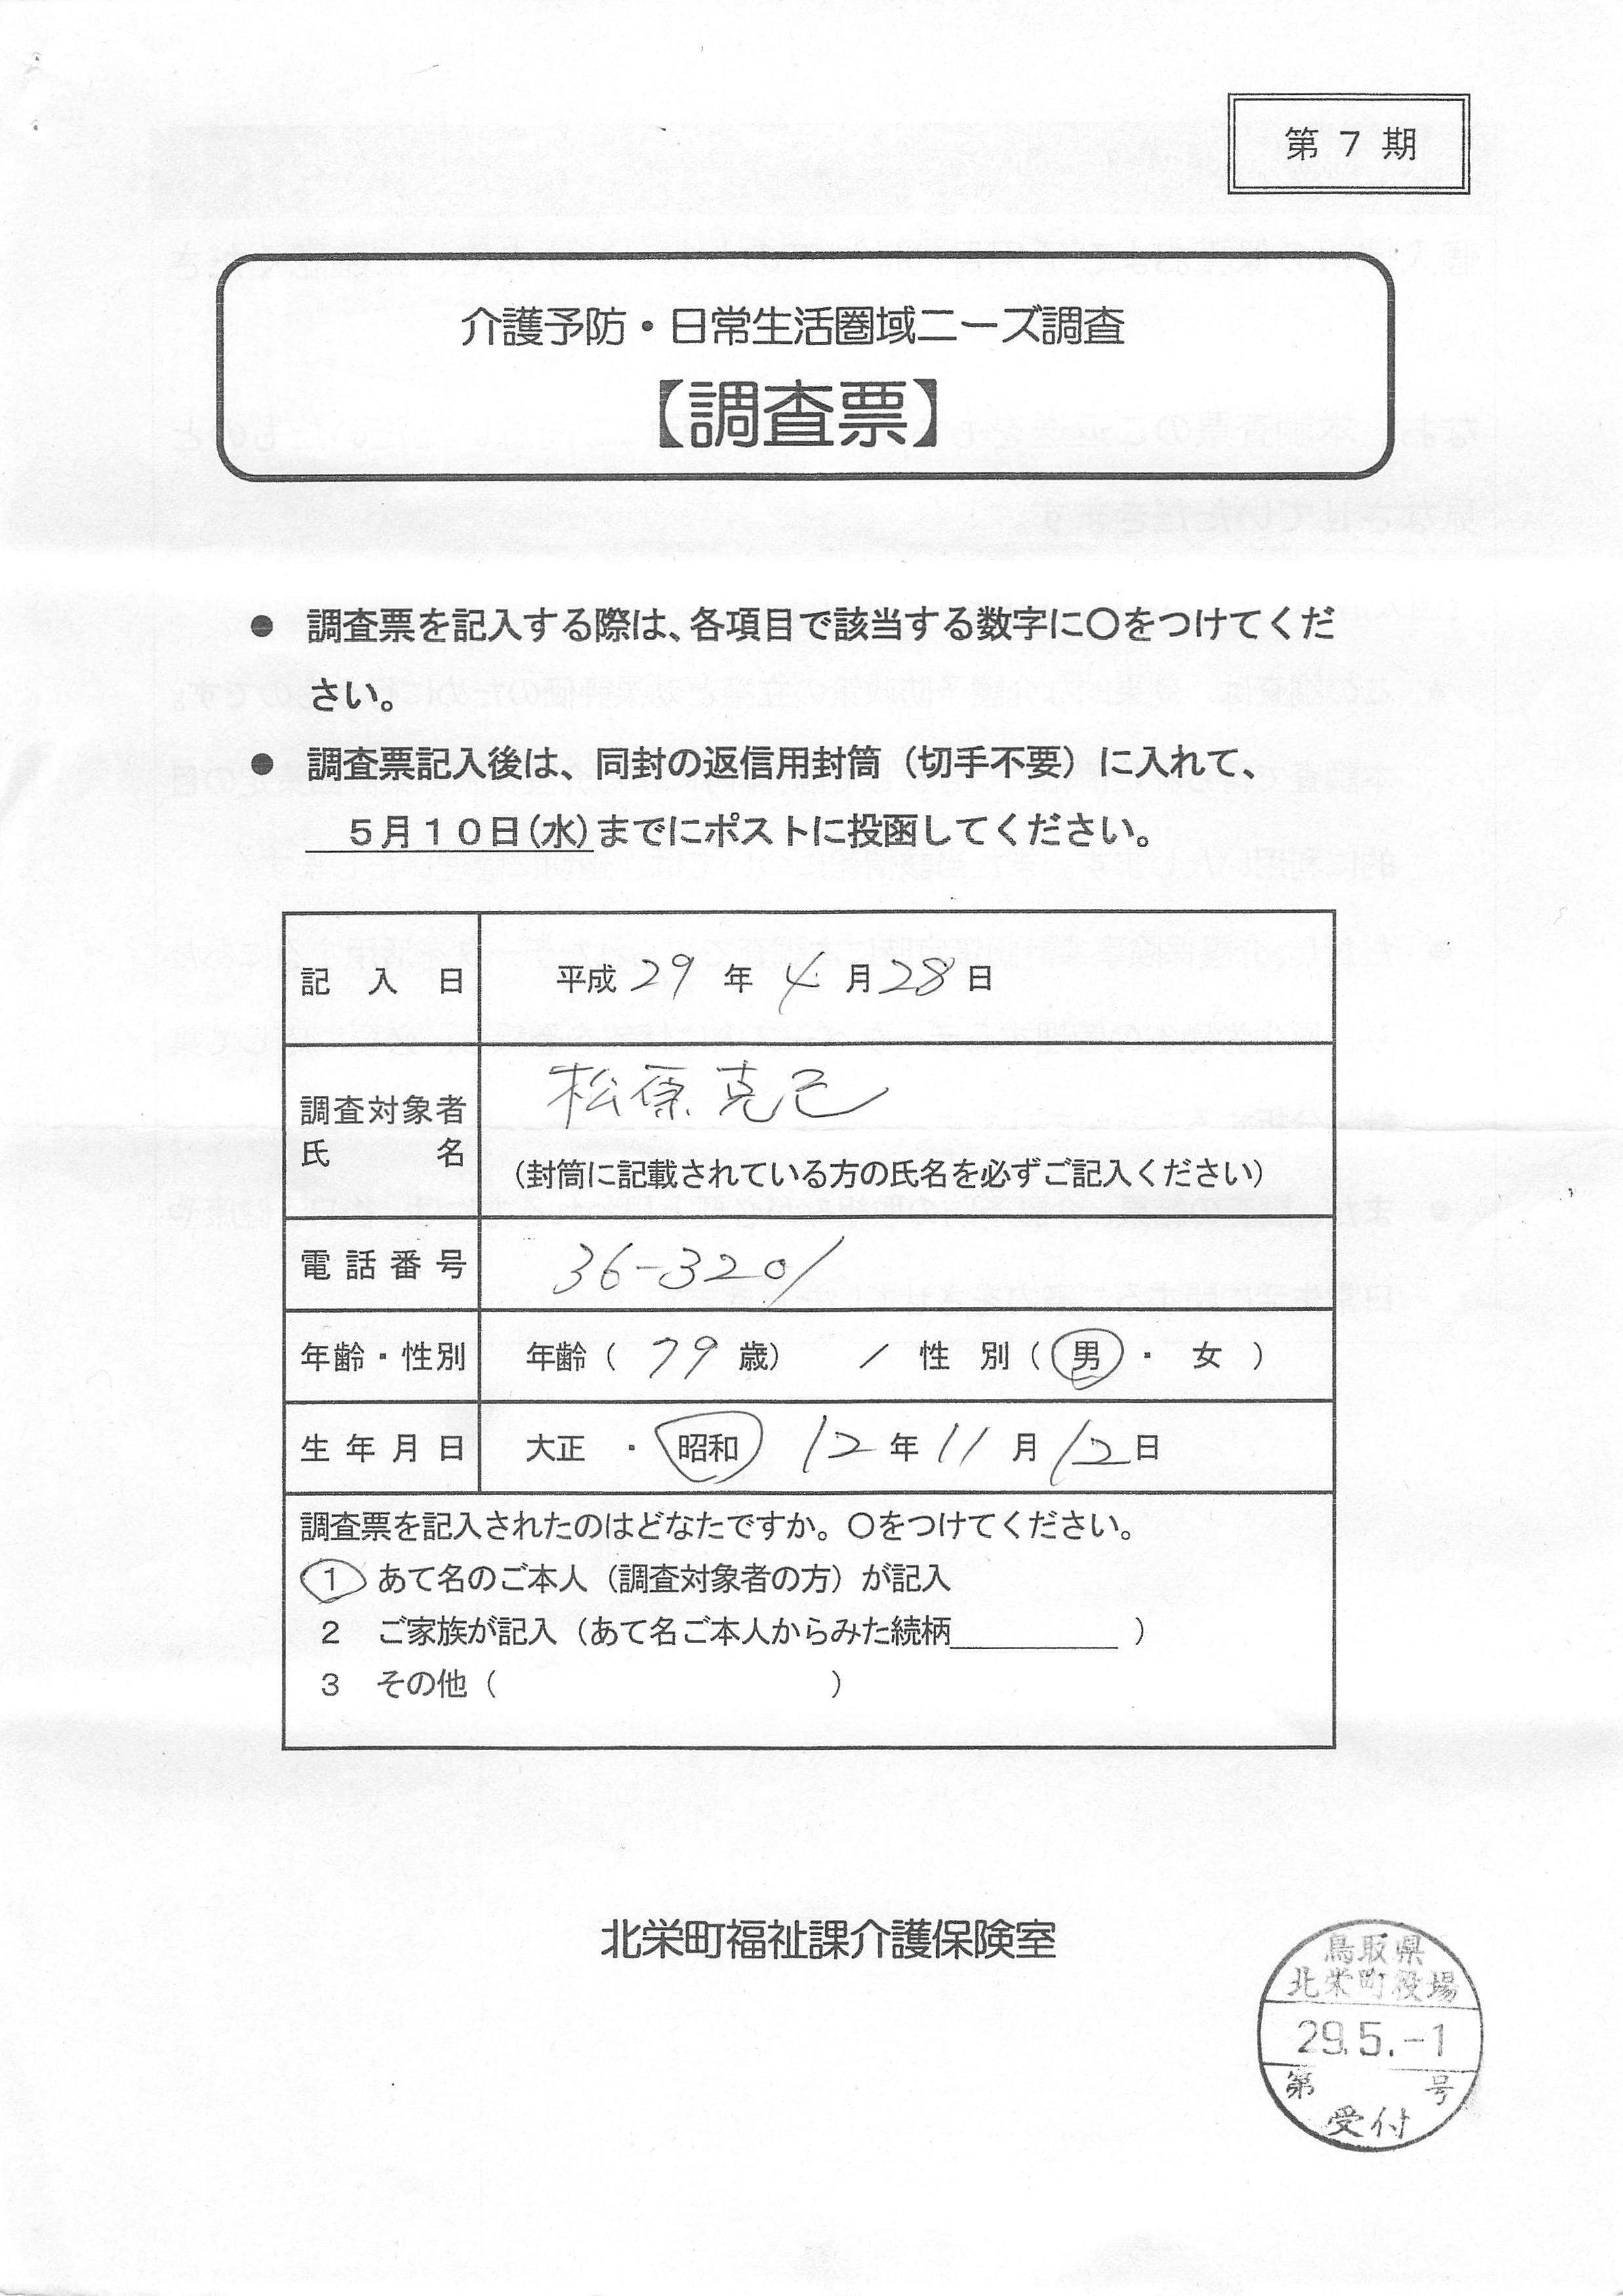 第 7 期
介護予防・日常生活圏域ニーズ調査
【調査票】
● 調査票を記入する際は、各項目で該当する数字に〇をつけてくだ
さい。
● 調査票記入後は、同封の返信用封筒（切手不要）に入れて、
５月１０日(水)までにポストに投函してください。
記入日 平成 29 年 4 月 28 日
調査対象者
氏名
松原克己
（封筒に記載されている方の氏名を必ずご記入ください）
電話番号 36-3201
年齢・性別 年齢（ 79 歳） ／ 性別（ 男 ・ 女 ）
生年月日 大正 ・ 昭和 12 年 11 月 12 日
調査票を記入されたのはどなたですか。〇をつけてください。
1 あて名のご本人（調査対象者の方）が記入
2 ご家族が記入（あて名ご本人からみた続柄 ）
3 その他（ ）
北栄町福祉課介護保険室
鳥取県
北栄町役場
29.5.-1
第 号
受付